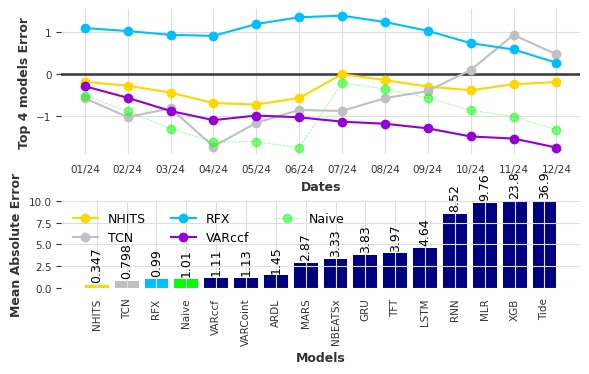 Top 4 models Error
1
0
−1
01/24 02/24 03/24 04/24 05/24 06/24 07/24 08/24 09/24 10/24 11/24 12/24
Dates
Mean Absolute Error
10.0
7.5
5.0
2.5
0.0
NHITS RFX Naive
TCN VARccf
0.347 0.798 0.99 1.01 1.11 1.13 1.45 2.87 3.33 3.83 3.97 4.64 8.52 9.76 23.8 36.9
NHITS TCN RFX Naive VARccf VARCoint ARDL MARS NBEATSx GRU TFT LSTM RNN MLR XGB Tide
Models